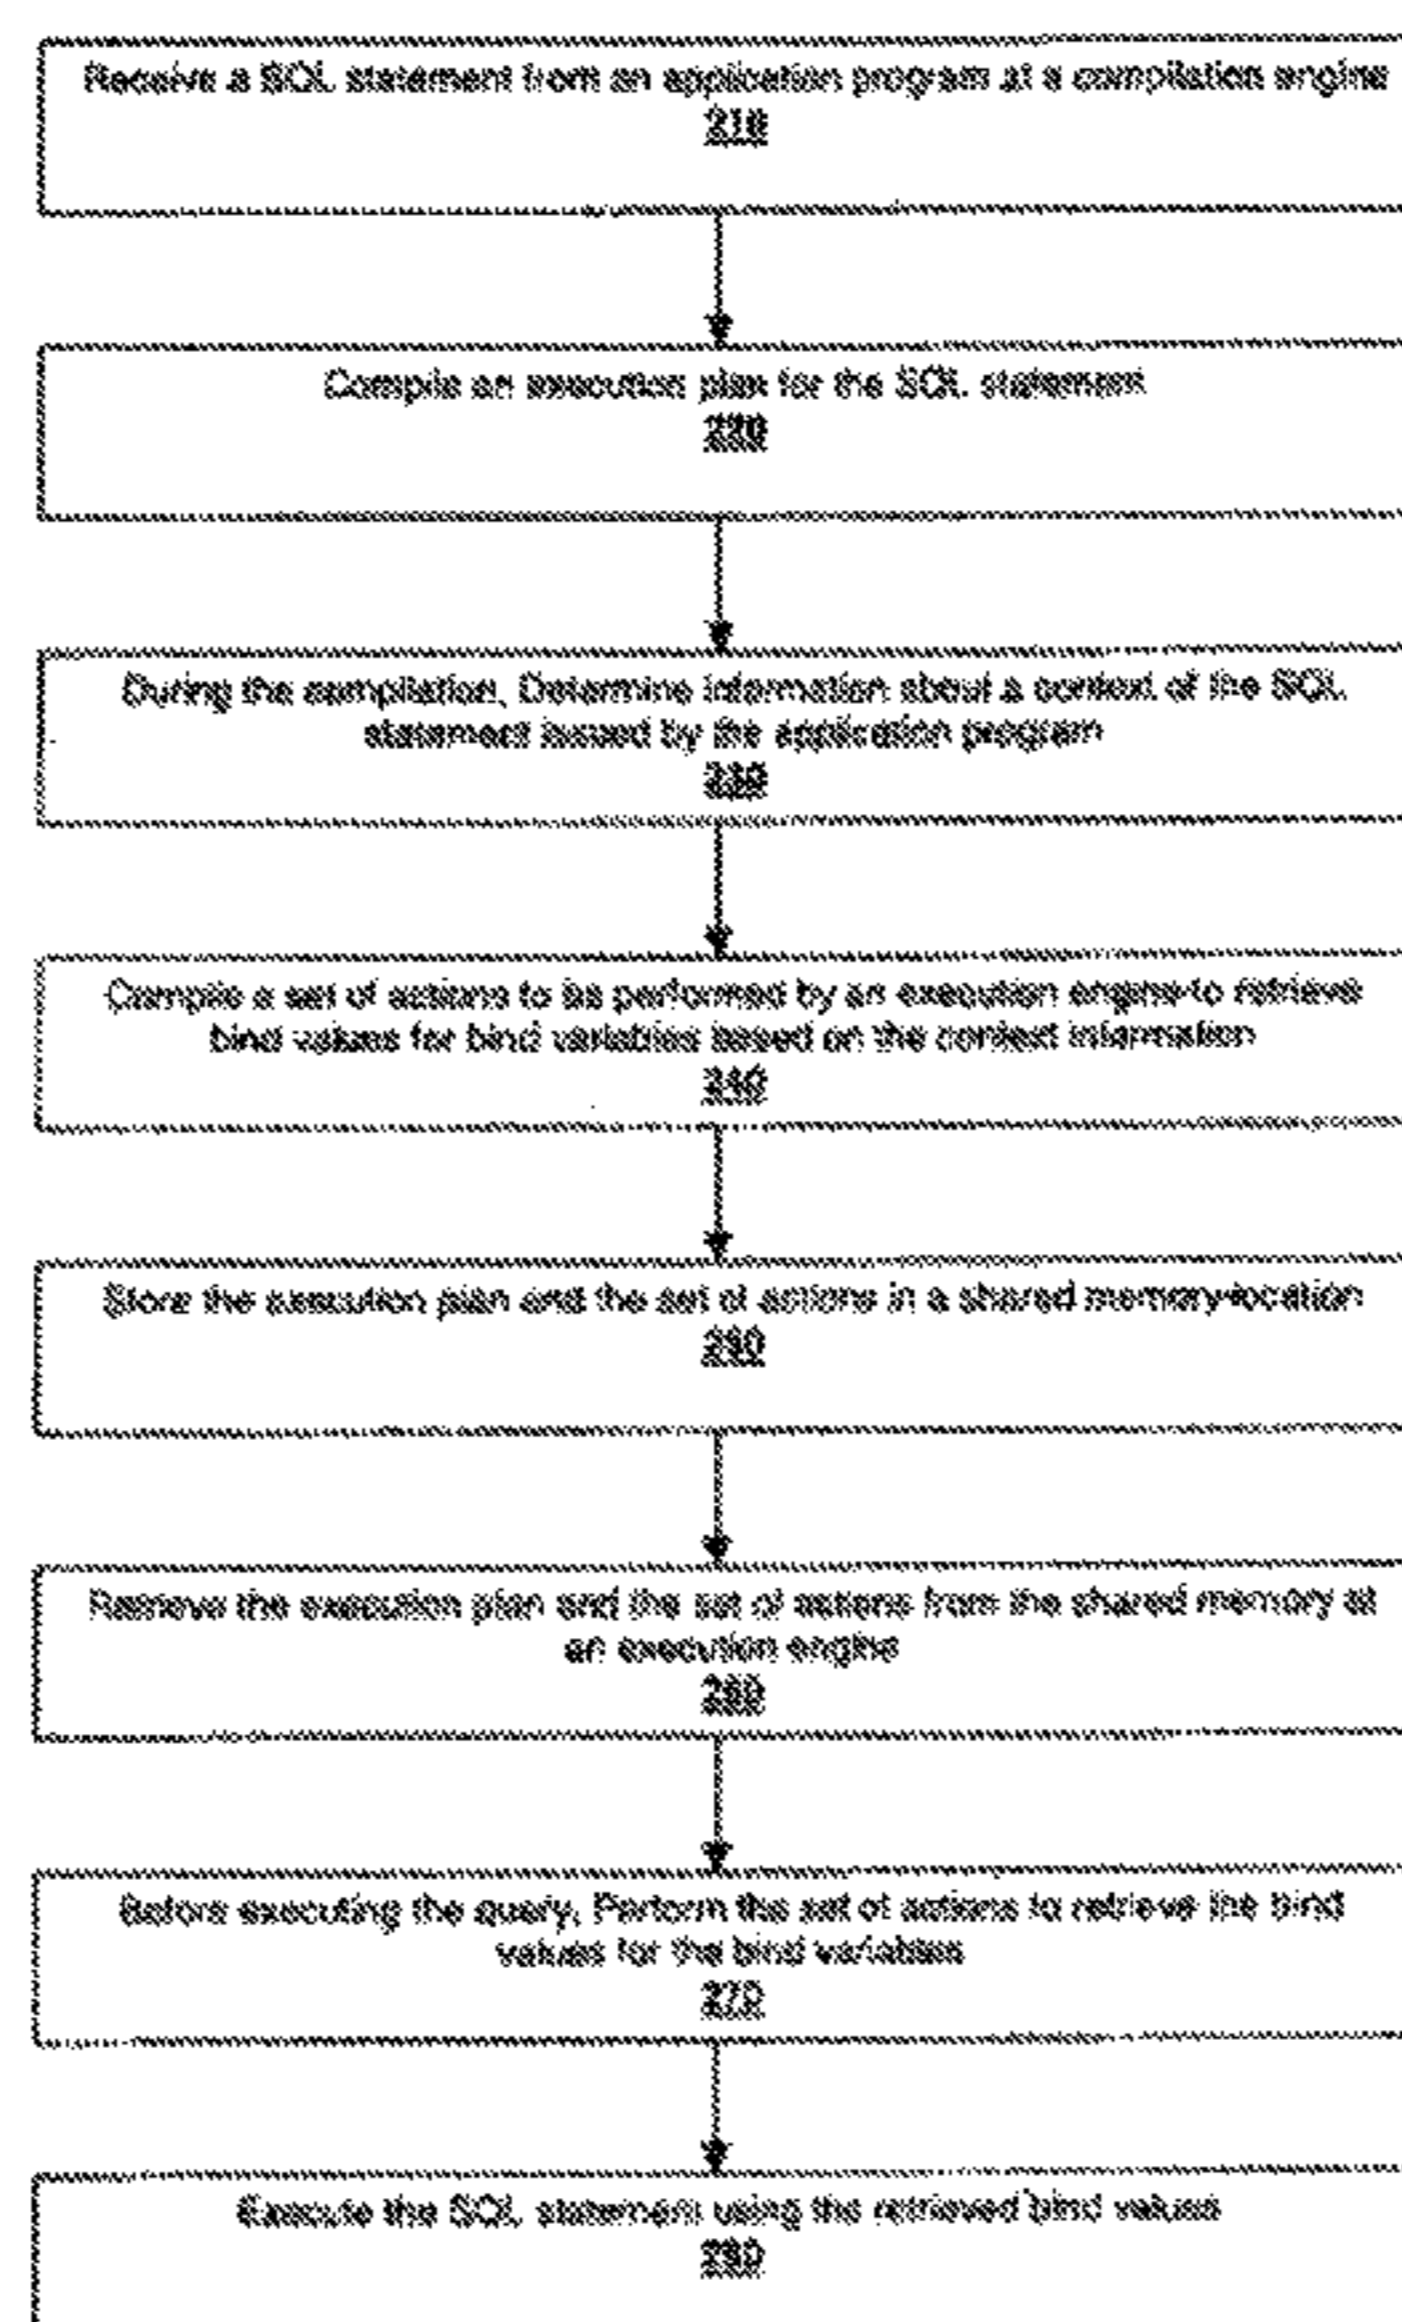 Receive a SQL statement from an application program at a compilation engine
210
Compile an execution plan for the SQL statement
220
During the compilation, Determine information about a context of the SQL
statement issued by the application program
230
Compile a set of actions to be performed by an execution engine to retrieve
bind values for bind variables based on the context information
240
Store the execution plan and the set of actions in a shared memory location
250
Retrieve the execution plan and the set of actions from the shared memory at
an execution engine
260
Before executing the query, Perform the set of actions to retrieve the bind
values for the bind variables
270
Execute the SQL statement using the retrieved bind values
280